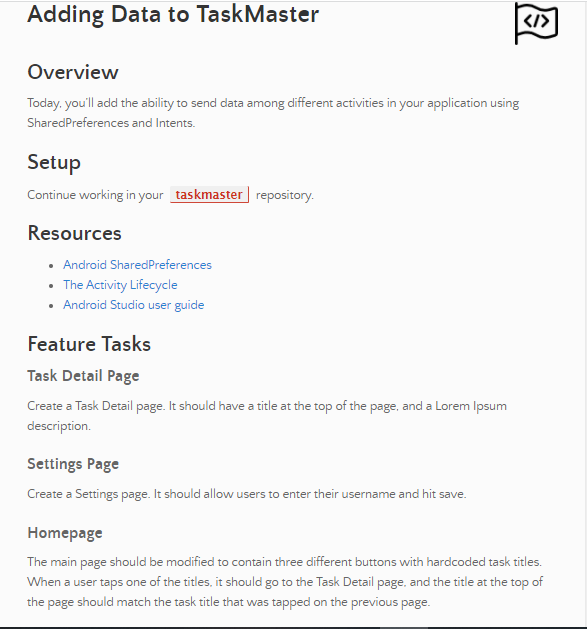 Adding Data to TaskMaster
</>
Overview
Today, you'll add the ability to send data among different activities in your application using
SharedPreferences and Intents.
Setup
Continue working in your taskmaster repository.
Resources
• Android SharedPreferences
• The Activity Lifecycle
• Android Studio user guide
Feature Tasks
Task Detail Page
Create a Task Detail page. It should have a title at the top of the page, and a Lorem Ipsum
description.
Settings Page
Create a Settings page. It should allow users to enter their username and hit save.
Homepage
The main page should be modified to contain three different buttons with hardcoded task titles.
When a user taps one of the titles, it should go to the Task Detail page, and the title at the top of
the page should match the task title that was tapped on the previous page.